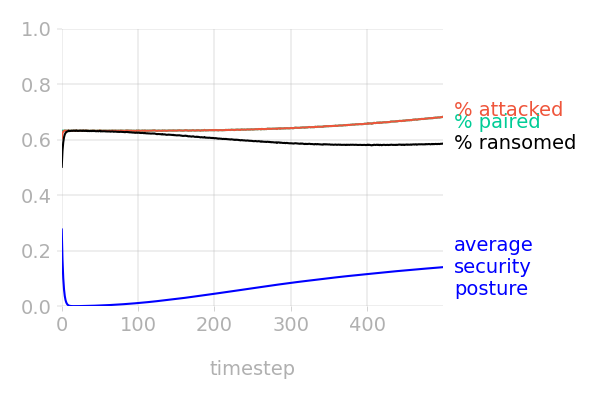 1.0
0.8
% attacked
% paired
0.6
% ransomed
0.4
0.2
average
security
posture
0.0
0 100 200 300 400
timestep